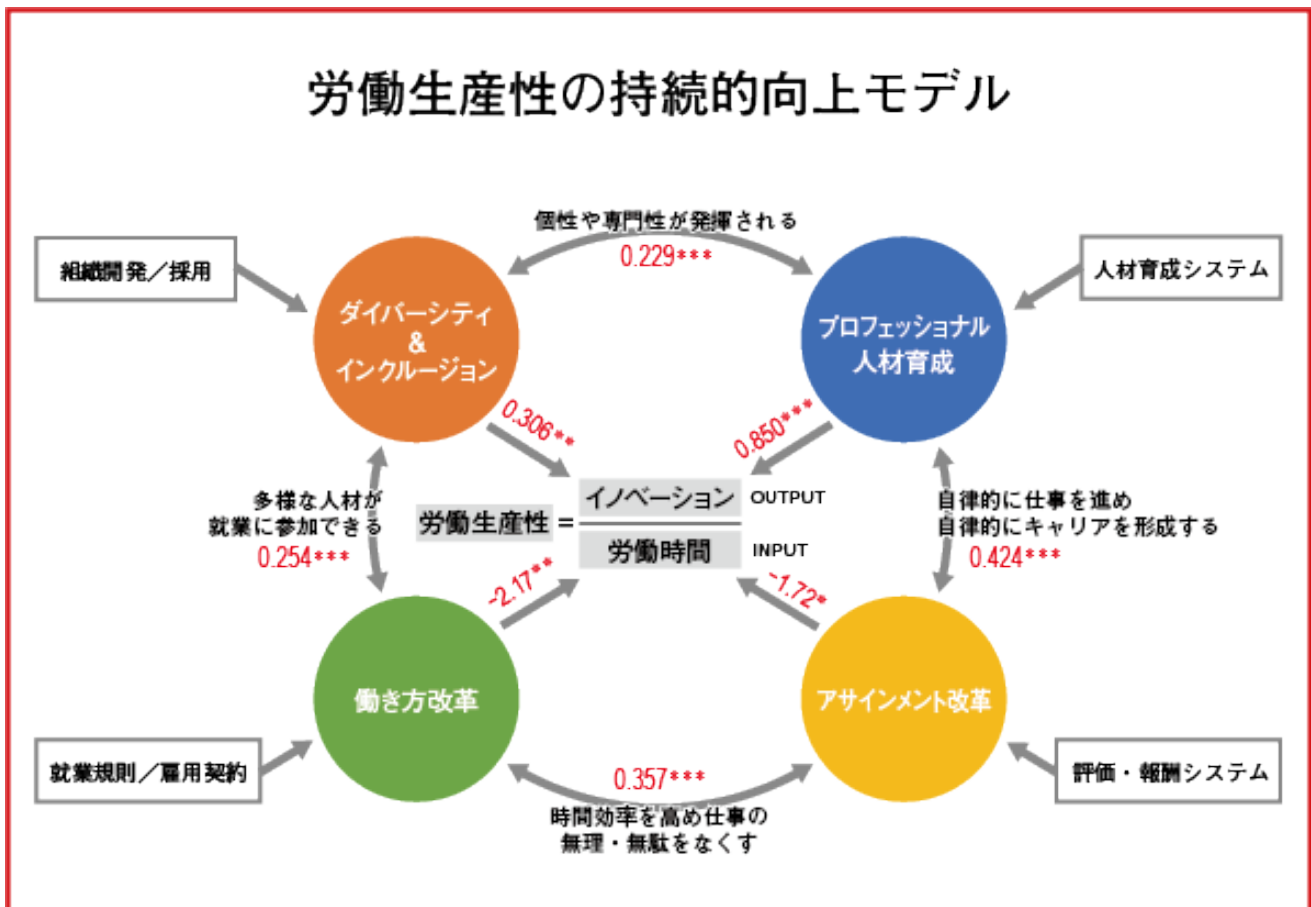 労働生産性の持続的向上モデル
個性や専門性が発揮される
0.229***
組織開発／採用
人材育成システム
ダイバーシティ
&
インクルージョン
プロフェッショナル
人材育成
0.306**
0.850***
多様な人材が
就業に参加できる
0.254***
労働生産性
=
イノベーション
OUTPUT
労働時間
INPUT
自律的に仕事を進め
自律的にキャリアを形成する
0.424***
-2.17**
-1.72*
働き方改革
アサインメント改革
就業規則／雇用契約
評価・報酬システム
0.357***
時間効率を高め仕事の
無理・無駄をなくす